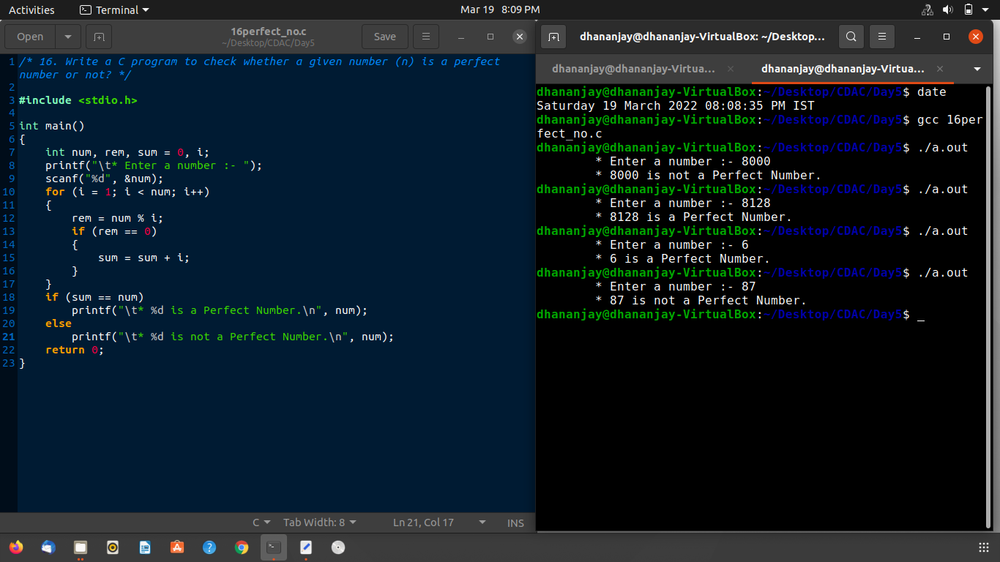 Activities Terminal Mar 19 8:09 PM
Open 16perfect_no.c Save
~/Desktop/CDAC/Day5
1 /* 16. Write a C program to check whether a given number (n) is a perfect
number or not? */
2
3 #include <stdio.h>
4
5 int main()
6 {
7     int num, rem, sum = 0, i;
8     printf("\t* Enter a number :- ");
9     scanf("%d", &num);
10     for (i = 1; i < num; i++)
11     {
12         rem = num % i;
13         if (rem == 0)
14         {
15             sum = sum + i;
16         }
17     }
18     if (sum == num)
19         printf("\t* %d is a Perfect Number.\n", num);
20     else
21         printf("\t* %d is not a Perfect Number.\n", num);
22     return 0;
23 }
C Tab Width: 8 Ln 21, Col 17 INS
dhananjay@dhananjay-VirtualBox: ~/Desktop...
dhananjay@dhananjay-Virtua... dhananjay@dhananjay-Virtua...
dhananjay@dhananjay-VirtualBox:~/Desktop/CDAC/Day5$ date
Saturday 19 March 2022 08:08:35 PM IST
dhananjay@dhananjay-VirtualBox:~/Desktop/CDAC/Day5$ gcc 16per
fect_no.c
dhananjay@dhananjay-VirtualBox:~/Desktop/CDAC/Day5$ ./a.out
        * Enter a number :- 8000
        * 8000 is not a Perfect Number.
dhananjay@dhananjay-VirtualBox:~/Desktop/CDAC/Day5$ ./a.out
        * Enter a number :- 8128
        * 8128 is a Perfect Number.
dhananjay@dhananjay-VirtualBox:~/Desktop/CDAC/Day5$ ./a.out
        * Enter a number :- 6
        * 6 is a Perfect Number.
dhananjay@dhananjay-VirtualBox:~/Desktop/CDAC/Day5$ ./a.out
        * Enter a number :- 87
        * 87 is not a Perfect Number.
dhananjay@dhananjay-VirtualBox:~/Desktop/CDAC/Day5$ _